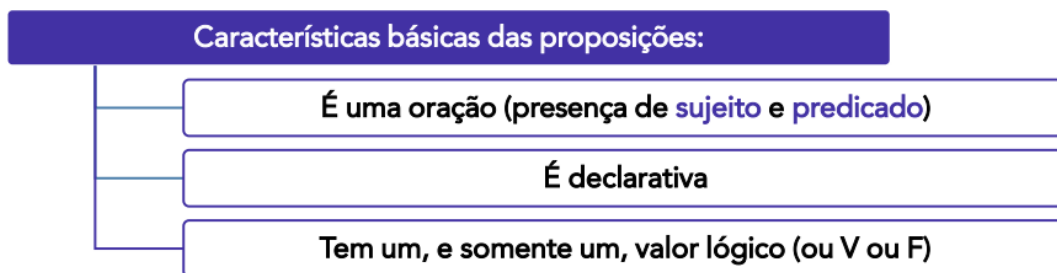 Características básicas das proposições:
É uma oração (presença de sujeito e predicado)
É declarativa
Tem um, e somente um, valor lógico (ou V ou F)